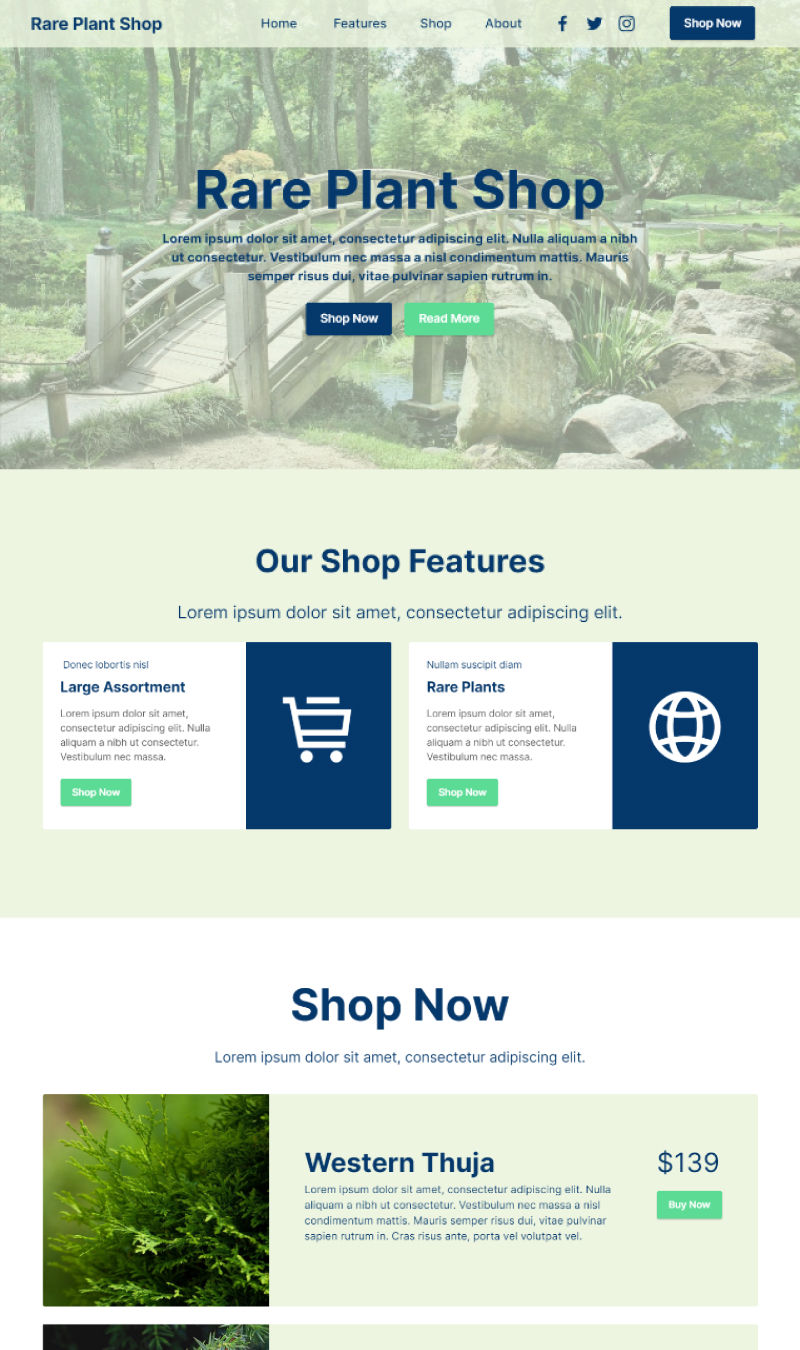 Rare Plant Shop
Home Features Shop About
Shop Now
Rare Plant Shop
Lorem ipsum dolor sit amet, consectetur adipiscing elit. Nulla aliquam a nibh
ut consectetur. Vestibulum nec massa a nisl condimentum mattis. Mauris
semper risus dui, vitae pulvinar sapien rutrum in.
Shop Now
Read More
Our Shop Features
Lorem ipsum dolor sit amet, consectetur adipiscing elit.
Donec lobortis nisl
Large Assortment
Lorem ipsum dolor sit amet,
consectetur adipiscing elit. Nulla
aliquam a nibh ut consectetur.
Vestibulum nec massa.
Shop Now
Nullam suscipit diam
Rare Plants
Lorem ipsum dolor sit amet,
consectetur adipiscing elit. Nulla
aliquam a nibh ut consectetur.
Vestibulum nec massa.
Shop Now
Shop Now
Lorem ipsum dolor sit amet, consectetur adipiscing elit.
Western Thuja
Lorem ipsum dolor sit amet, consectetur adipiscing elit. Nulla
aliquam a nibh ut consectetur. Vestibulum nec massa a nisl
condimentum mattis. Mauris semper risus dui, vitae pulvinar
sapien rutrum in. Cras risus ante, porta vel volutpat vel.
$139
Buy Now